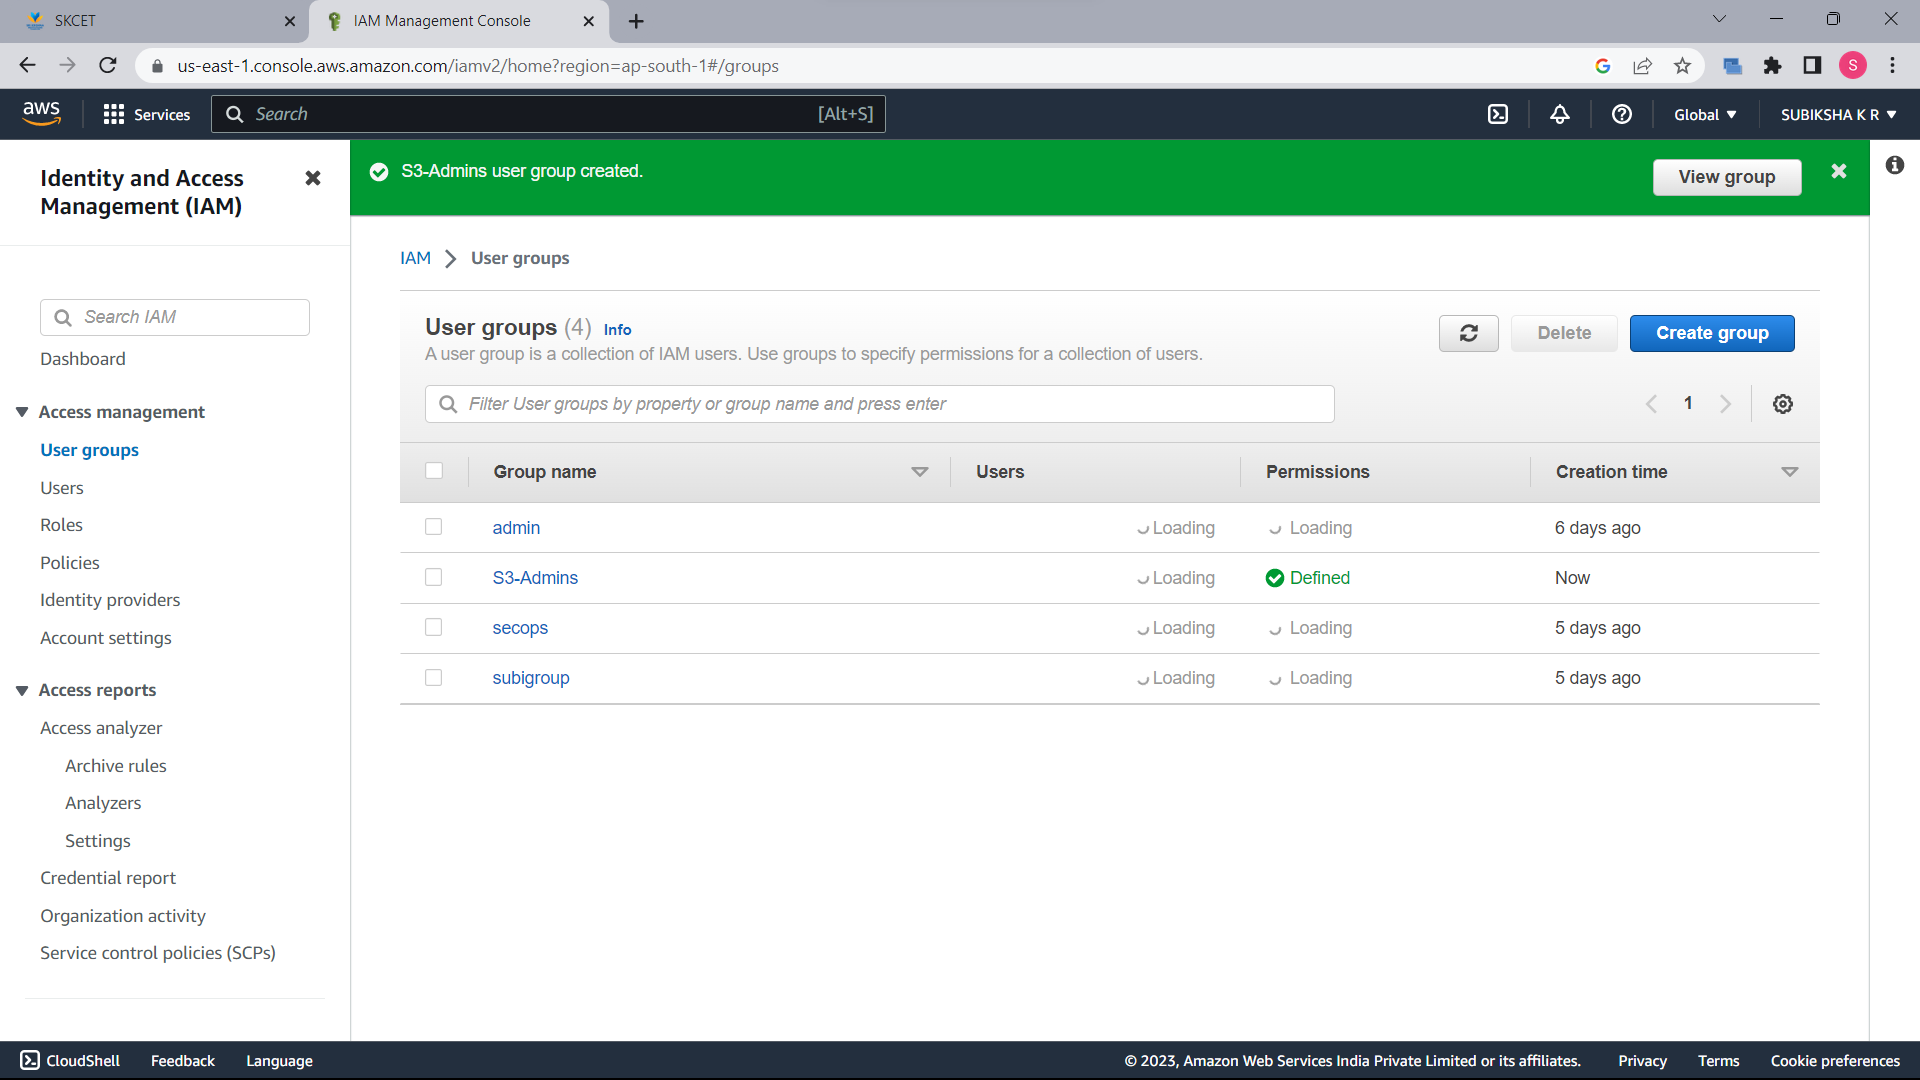 SKCET
IAM Management Console
us-east-1.console.aws.amazon.com/iamv2/home?region=ap-south-1#/groups
S
aws
Services
Search
[Alt+S]
Global
SUBIKSHA K R
Identity and Access
Management (IAM)
Search IAM
Dashboard
Access management
User groups
Users
Roles
Policies
Identity providers
Account settings
Access reports
Access analyzer
Archive rules
Analyzers
Settings
Credential report
Organization activity
Service control policies (SCPs)
S3-Admins user group created.
View group
IAM
User groups
User groups (4) Info
A user group is a collection of IAM users. Use groups to specify permissions for a collection of users.
Delete
Create group
Filter User groups by property or group name and press enter
1
Group name Users Permissions Creation time
admin Loading Loading 6 days ago
S3-Admins Loading Defined Now
secops Loading Loading 5 days ago
subigroup Loading Loading 5 days ago
CloudShell Feedback Language
© 2023, Amazon Web Services India Private Limited or its affiliates. Privacy Terms Cookie preferences